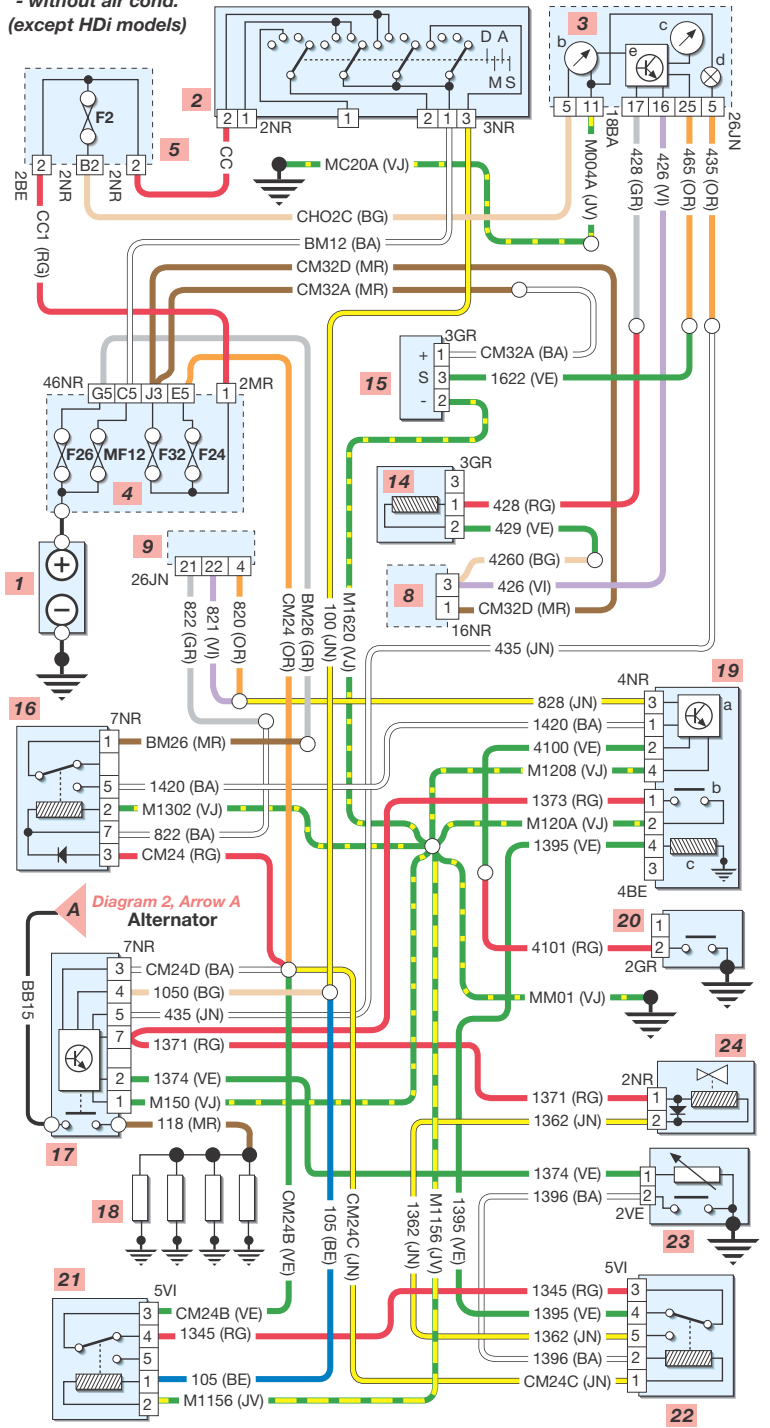 - without air cond.
(except HDi models)
D A
M S
2
2 1
2NR
1
2 1 3
3NR
3
b
c
d
e
5 11
18BA
17 16 25 5
26JN
F2
5
2
2BE
2NR
B2
2NR
2
CC
MC20A (VJ)
CHO2C (BG)
BM12 (BA)
CM32D (MR)
CM32A (MR)
CC1 (RG)
M004A (JV)
428 (GR)
426 (VI)
465 (OR)
435 (OR)
46NR
G5 C5 J3 E5
1
2MR
F26
MF12
F32
F24
4
1
+
−
15
3GR
+ 1
S 3
- 2
CM32A (BA)
1622 (VE)
14
3GR
3
1
2
428 (RG)
429 (VE)
4260 (BG)
8
3
1
16NR
426 (VI)
CM32D (MR)
435 (JN)
9
26JN
21 22 4
822 (GR)
821 (VI)
820 (OR)
CM24 (OR)
BM26 (GR)
100 (JN)
M1620 (VJ)
16
7NR
1
5
2
7
3
BM26 (MR)
1420 (BA)
M1302 (VJ)
822 (BA)
CM24 (RG)
19
4NR
3
1
2
4
828 (JN)
1420 (BA)
4100 (VE)
M1208 (VJ)
a
1
2
4
3
4BE
1373 (RG)
M120A (VJ)
1395 (VE)
b
c
20
1
2
2GR
4101 (RG)
MM01 (VJ)
A
Diagram 2, Arrow A
Alternator
BB15
17
7NR
3
4
5
7
2
1
CM24D (BA)
1050 (BG)
435 (JN)
1371 (RG)
1374 (VE)
M150 (VJ)
118 (MR)
18
24
2NR
1
2
1371 (RG)
1362 (JN)
23
1
2
2VE
1374 (VE)
1396 (BA)
CM24B (VE)
105 (BE)
CM24C (JN)
1362 (JN)
M1156 (JV)
1395 (VE)
21
5VI
3
4
5
1
2
CM24B (VE)
1345 (RG)
105 (BE)
M1156 (JV)
22
5VI
3
4
5
2
1
1345 (RG)
1395 (VE)
1362 (JN)
1396 (BA)
CM24C (JN)